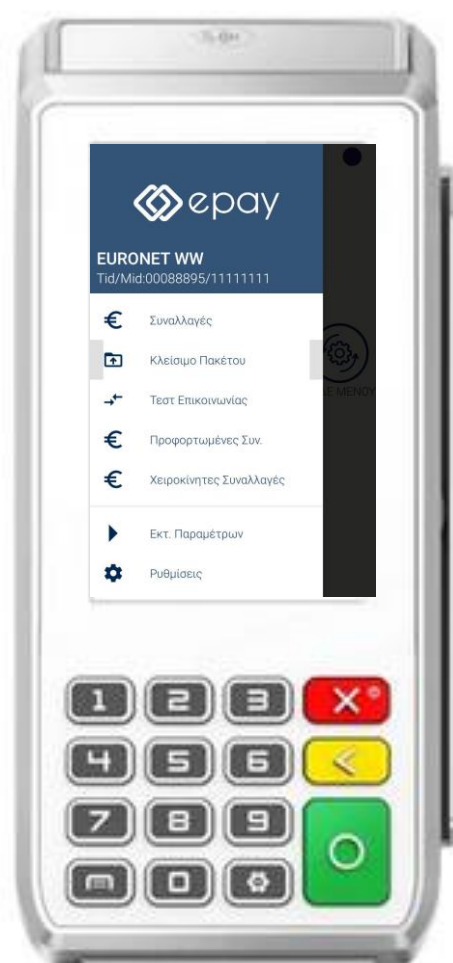 epay
EURONET WW
Tid/Mid:00088895/11111111
Συναλλαγές
Κλείσιμο Πακέτου
Τεστ Επικοινωνίας
Προφορτωμένες Συν.
Χειροκίνητες Συναλλαγές
Εκτ. Παραμέτρων
Ρυθμίσεις
ΜΕΝΟΥ
1 2 3
4 5 6
7 8 9
0